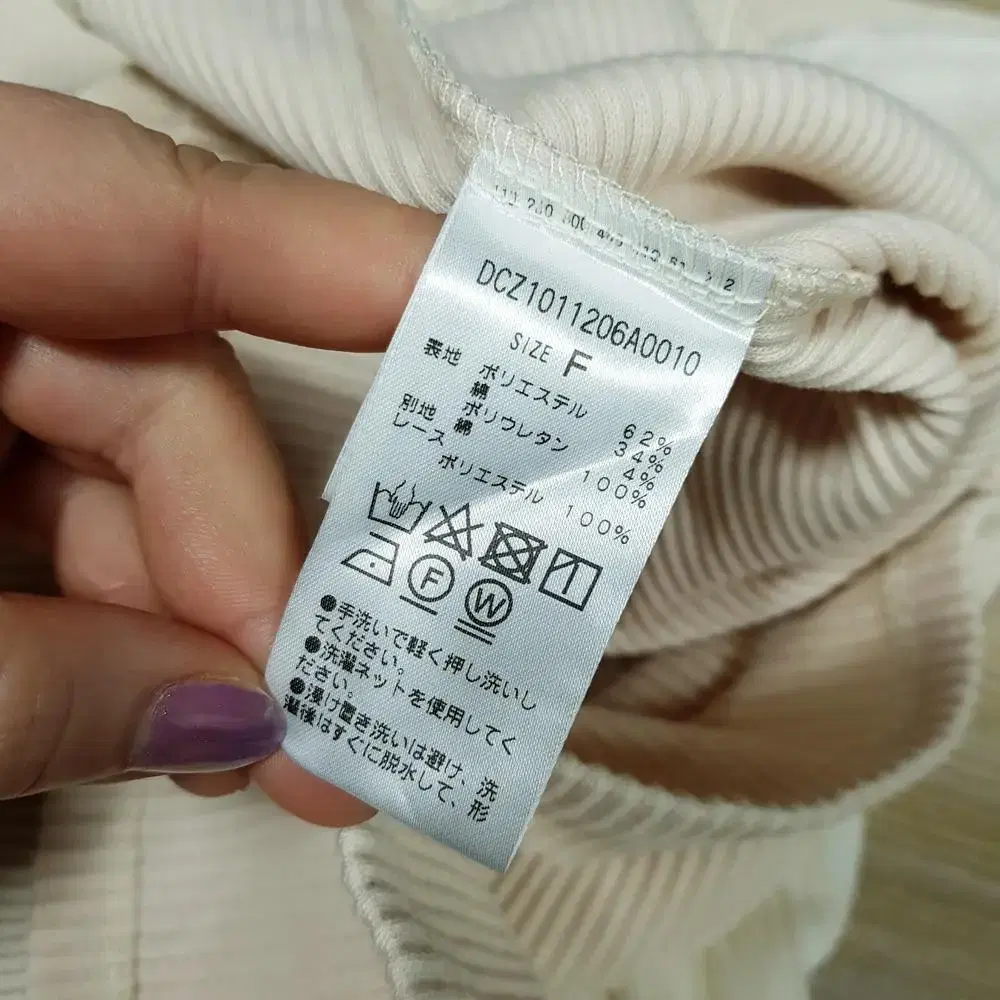 DCZ1011206A0010
SIZE F
表地 ポリエステル 62%
綿 34%
ポリウレタン 4%
別地 綿 100%
レース
ポリエステル 100%
F W
●手洗いで軽く押し洗いし
てください。
●洗濯ネットを使用してく
ださい。
●浸け置き洗いは避け、洗
濯後はすぐに脱水して、形